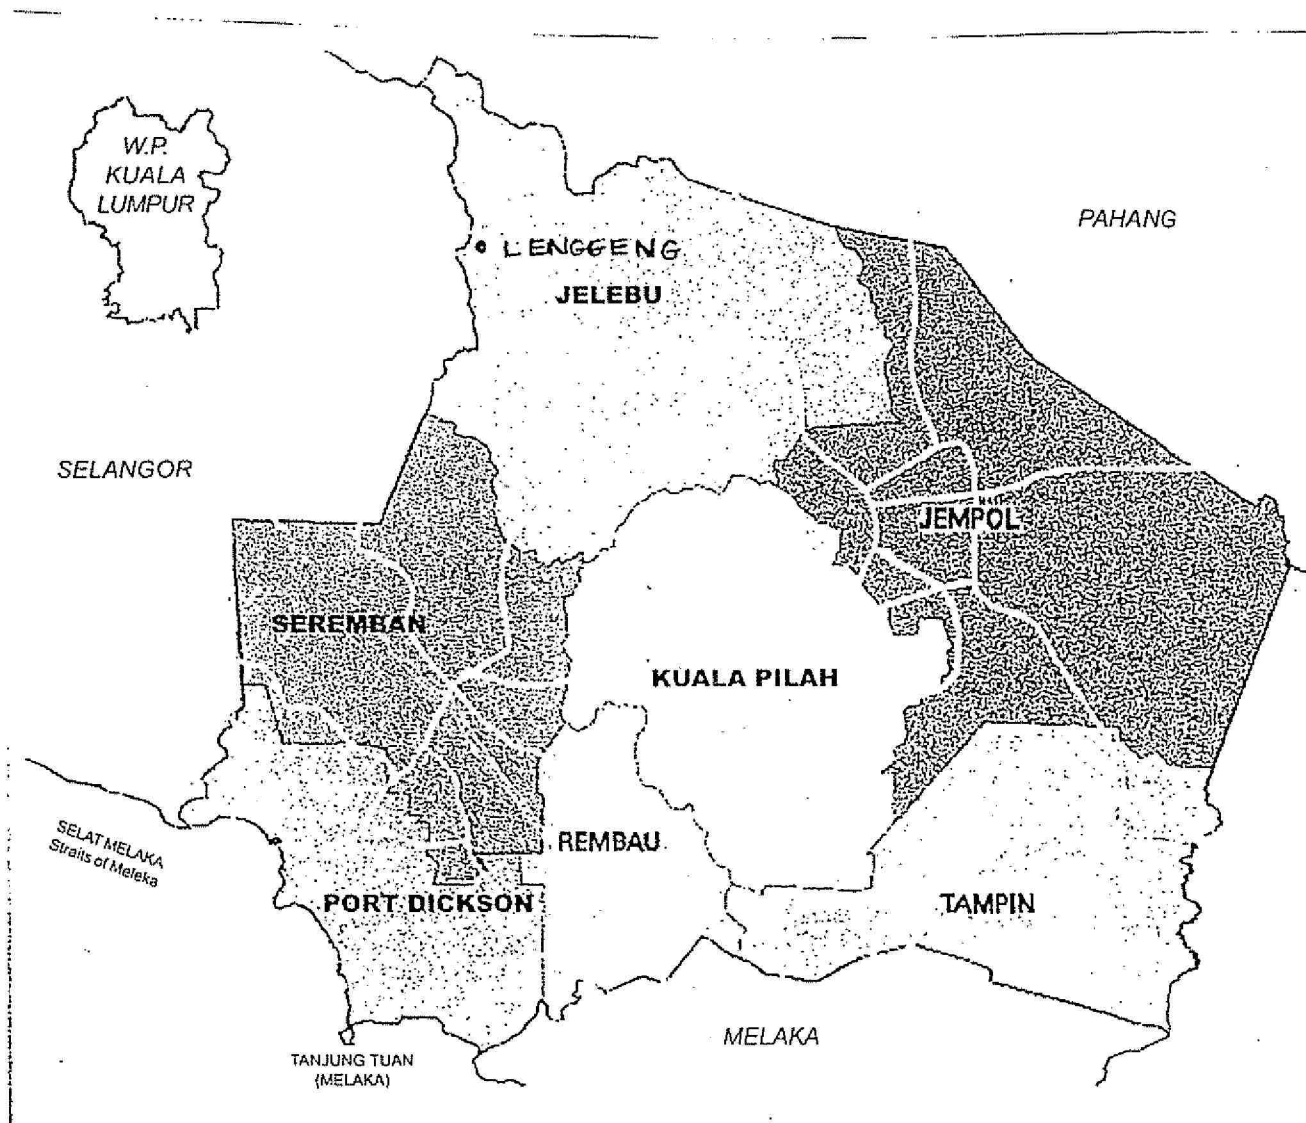 W.P.
KUALA
LUMPUR
PAHANG
LENGGENG
JELEBU
SELANGOR
JEMPOL
SEREMBAN
KUALA PILAH
SELAT MELAKA
Straits of Meleka
REMBAU
PORT DICKSON
TAMPIN
MELAKA
TANJUNG TUAN
(MELAKA)